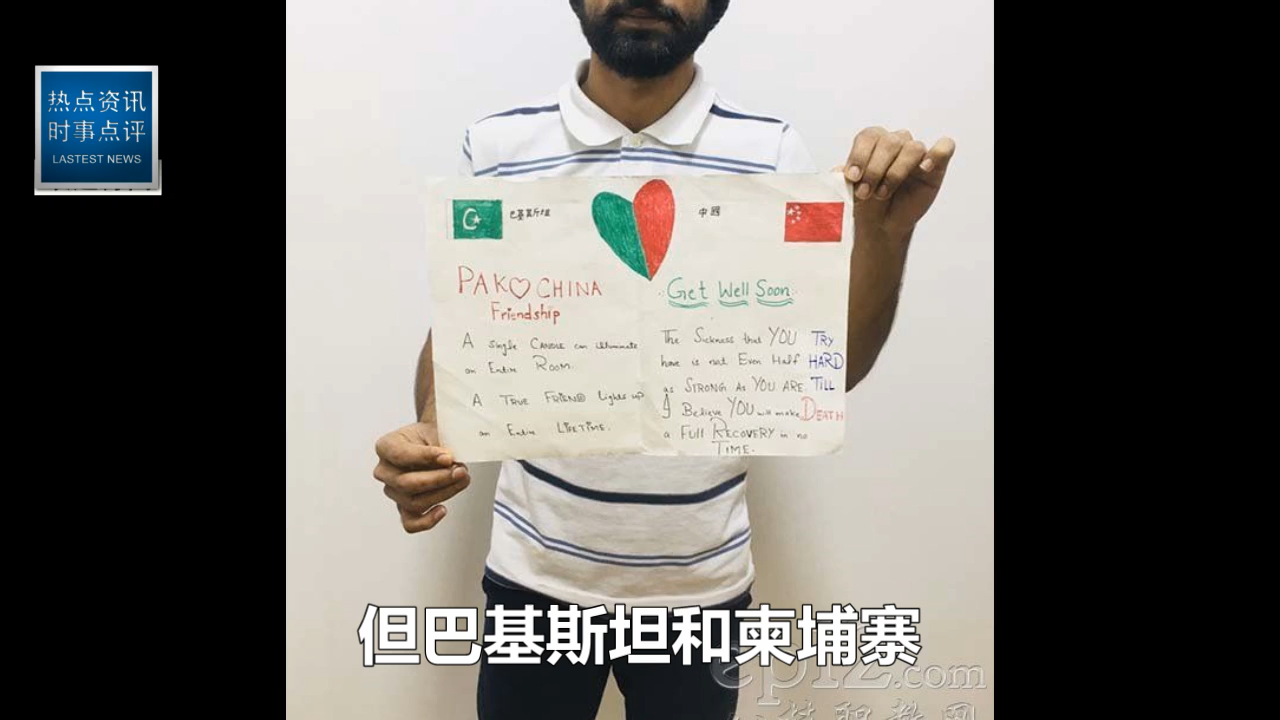 热点资讯
时事点评
LASTEST NEWS
巴基斯坦
中國
PAK CHINA
Friendship
A single CANDLE can illuminate
an Entire ROOM.
A TRUE FRIEND lights up
an Entire LIFETIME.
Get Well Soon
The Sickness that YOU
have is not Even Half
as STRONG As YOU ARE.
I Believe YOU will make
a Full RECOVERY in no
TIME.
TRY
HARD
TILL
DEATH
但巴基斯坦和柬埔寨
epiz.com